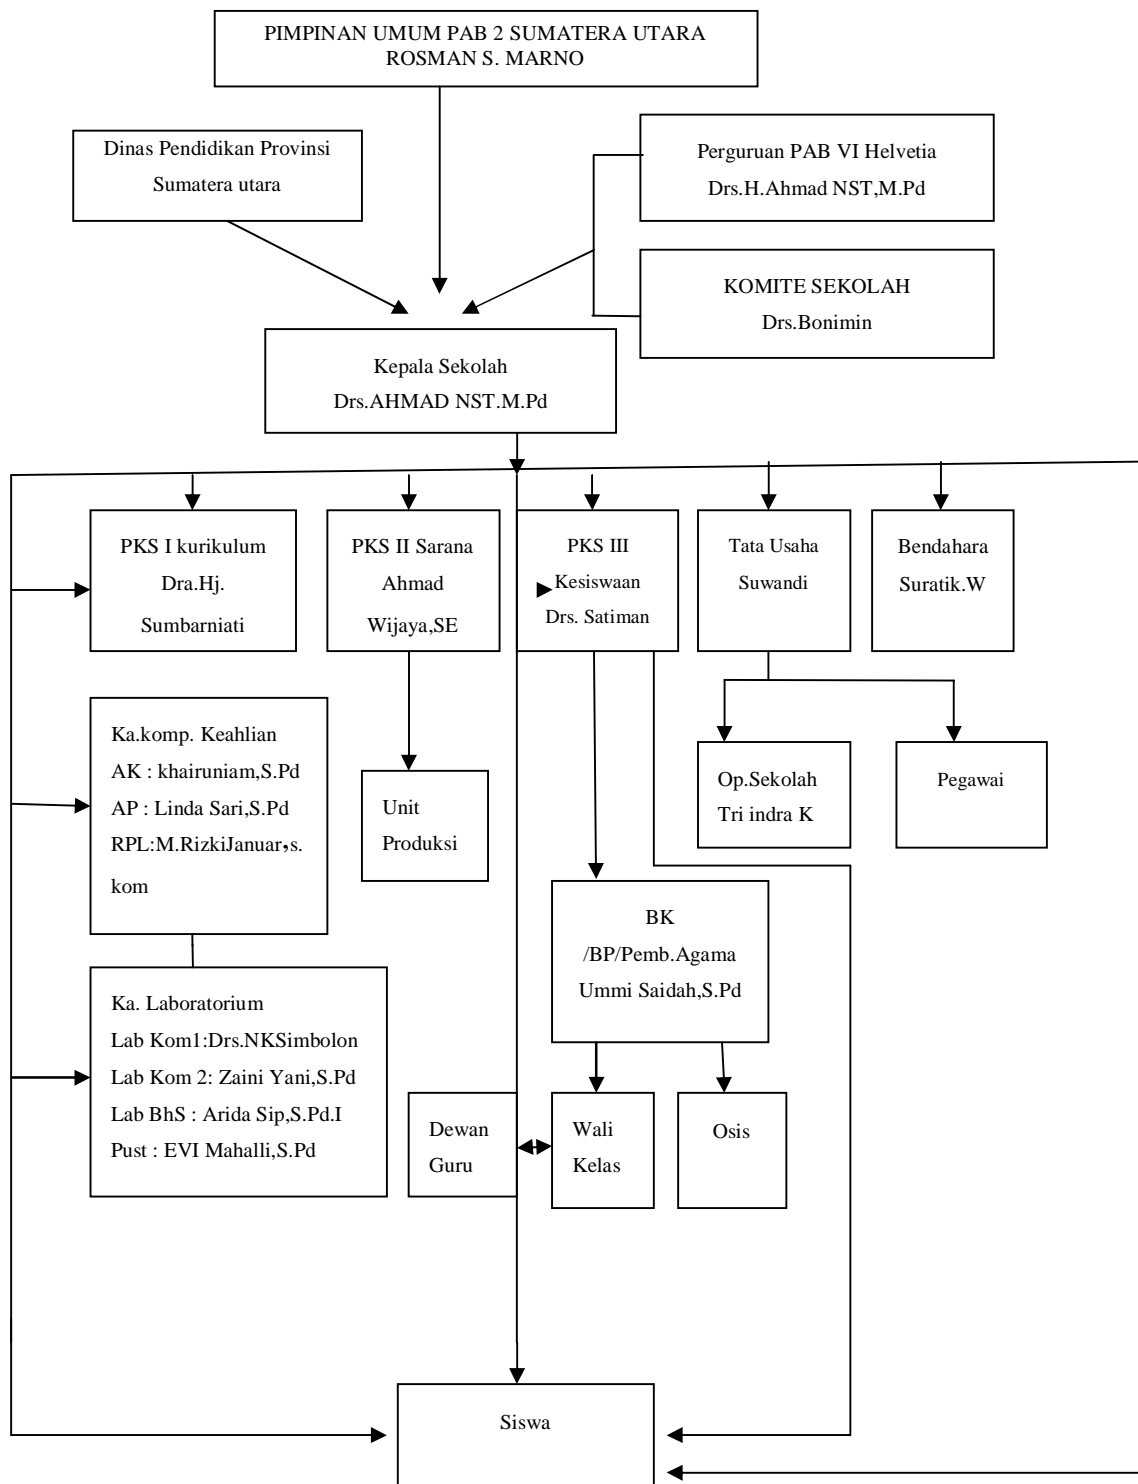 PIMPINAN UMUM PAB 2 SUMATERA UTARA
ROSMAN S. MARNO
Dinas Pendidikan Provinsi
Sumatera utara
Perguruan PAB VI Helvetia
Drs.H.Ahmad NST,M.Pd
KOMITE SEKOLAH
Drs.Bonimin
Kepala Sekolah
Drs.AHMAD NST.M.Pd
PKS I kurikulum
Dra.Hj.
Sumbarniati
PKS II Sarana
Ahmad
Wijaya,SE
PKS III
Kesiswaan
Drs. Satiman
Tata Usaha
Suwandi
Bendahara
Suratik.W
Ka.komp. Keahlian
AK : khairuniam,S.Pd
AP : Linda Sari,S.Pd
RPL:M.RizkiJanuar,s.
kom
Unit
Produksi
Op.Sekolah
Tri indra K
Pegawai
BK
/BP/Pemb.Agama
Ummi Saidah,S.Pd
Ka. Laboratorium
Lab Kom1:Drs.NKSimbolon
Lab Kom 2: Zaini Yani,S.Pd
Lab BhS : Arida Sip,S.Pd.I
Pust : EVI Mahalli,S.Pd
Dewan
Guru
Wali
Kelas
Osis
Siswa